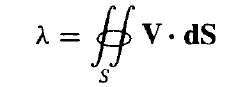 λ = ∯_S V · dS